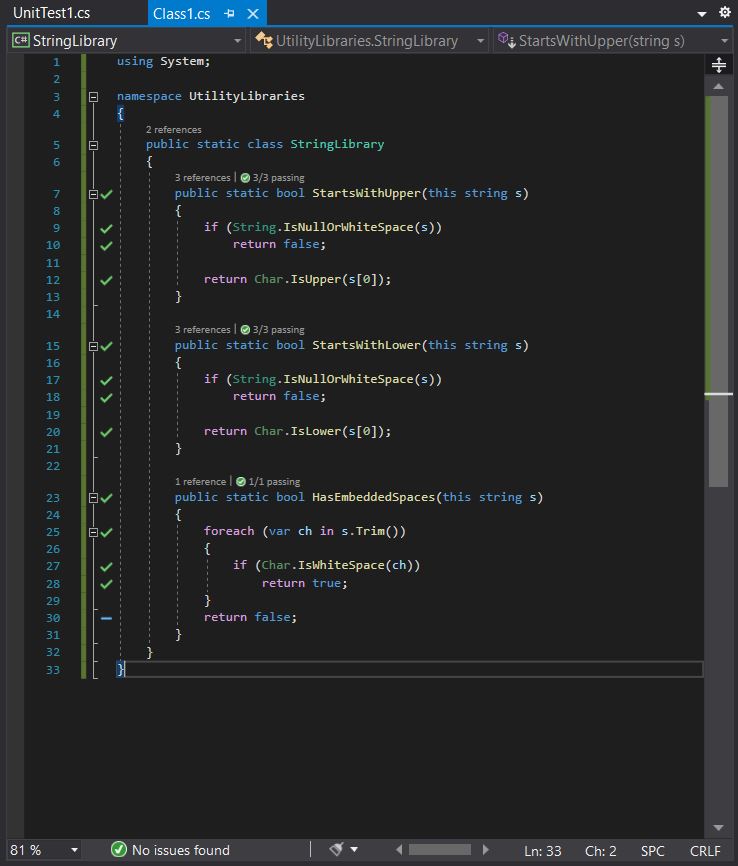 UnitTest1.cs Class1.cs
C# StringLibrary UtilityLibraries.StringLibrary StartsWithUpper(string s)
1 using System;
2
3 namespace UtilityLibraries
4 {
2 references
5 public static class StringLibrary
6 {
3 references | 3/3 passing
7 public static bool StartsWithUpper(this string s)
8 {
9 if (String.IsNullOrWhiteSpace(s))
10 return false;
11
12 return Char.IsUpper(s[0]);
13 }
14
3 references | 3/3 passing
15 public static bool StartsWithLower(this string s)
16 {
17 if (String.IsNullOrWhiteSpace(s))
18 return false;
19
20 return Char.IsLower(s[0]);
21 }
22
1 reference | 1/1 passing
23 public static bool HasEmbeddedSpaces(this string s)
24 {
25 foreach (var ch in s.Trim())
26 {
27 if (Char.IsWhiteSpace(ch))
28 return true;
29 }
30 return false;
31 }
32 }
33 }
81 % No issues found Ln: 33 Ch: 2 SPC CRLF